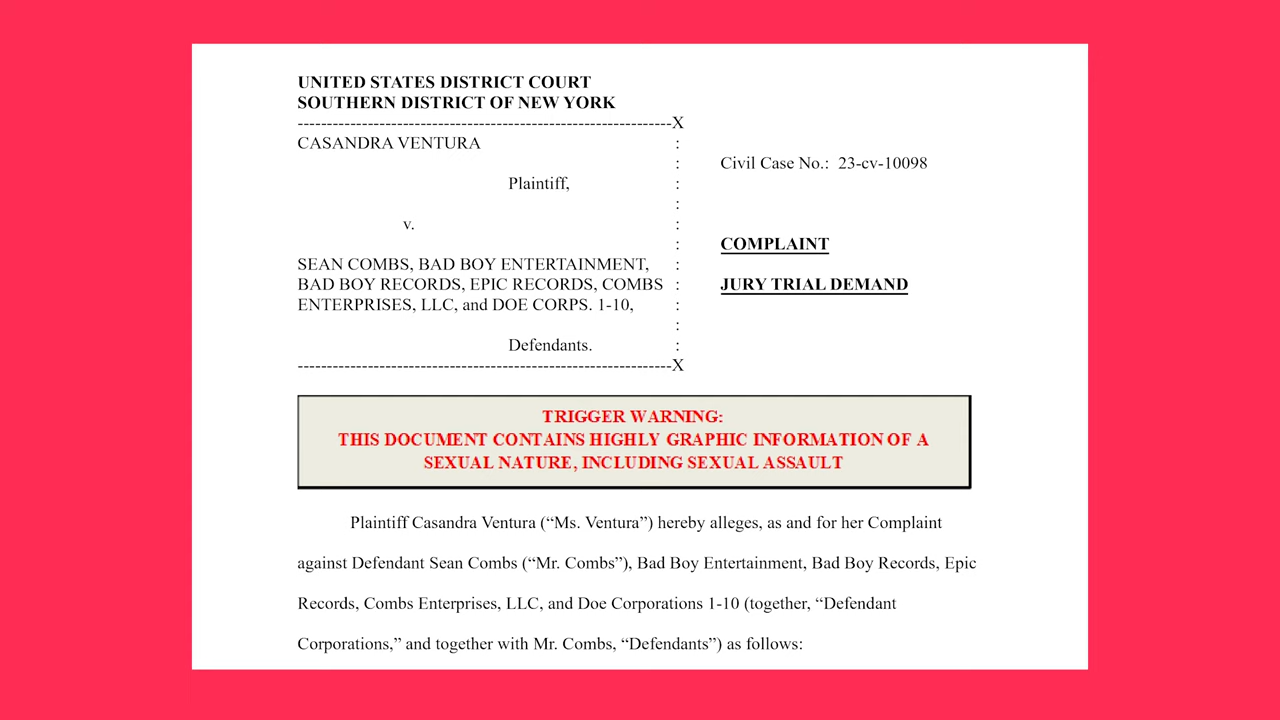 UNITED STATES DISTRICT COURT
SOUTHERN DISTRICT OF NEW YORK
----------------------------------------------------------------X
CASANDRA VENTURA :
: Civil Case No.: 23-cv-10098
Plaintiff, :
:
v. :
: COMPLAINT
SEAN COMBS, BAD BOY ENTERTAINMENT, :
BAD BOY RECORDS, EPIC RECORDS, COMBS : JURY TRIAL DEMAND
ENTERPRISES, LLC, and DOE CORPS. 1-10, :
:
Defendants. :
----------------------------------------------------------------X
TRIGGER WARNING:
THIS DOCUMENT CONTAINS HIGHLY GRAPHIC INFORMATION OF A
SEXUAL NATURE, INCLUDING SEXUAL ASSAULT
Plaintiff Casandra Ventura (“Ms. Ventura”) hereby alleges, as and for her Complaint
against Defendant Sean Combs (“Mr. Combs”), Bad Boy Entertainment, Bad Boy Records, Epic
Records, Combs Enterprises, LLC, and Doe Corporations 1-10 (together, “Defendant
Corporations,” and together with Mr. Combs, “Defendants”) as follows: